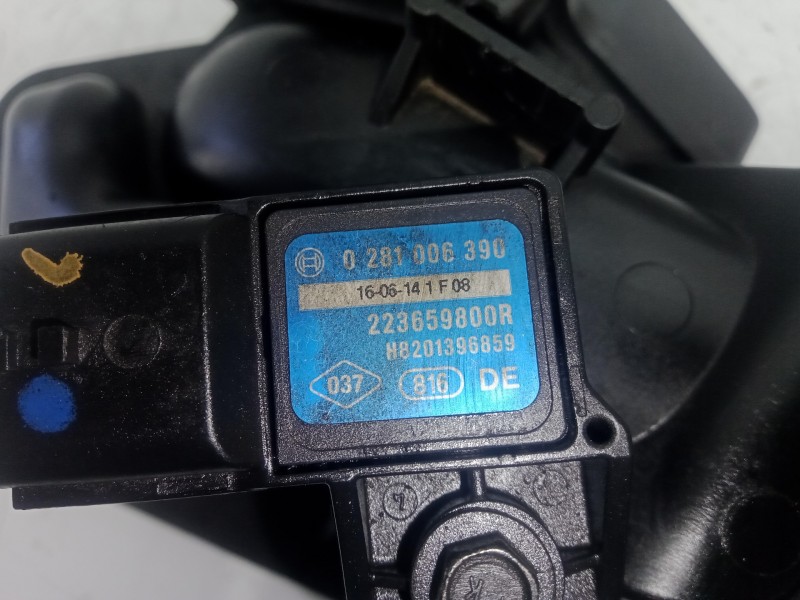 0 281 006 390
16-06-14 1 F 08
223659800R
H8201396859
037 816 DE